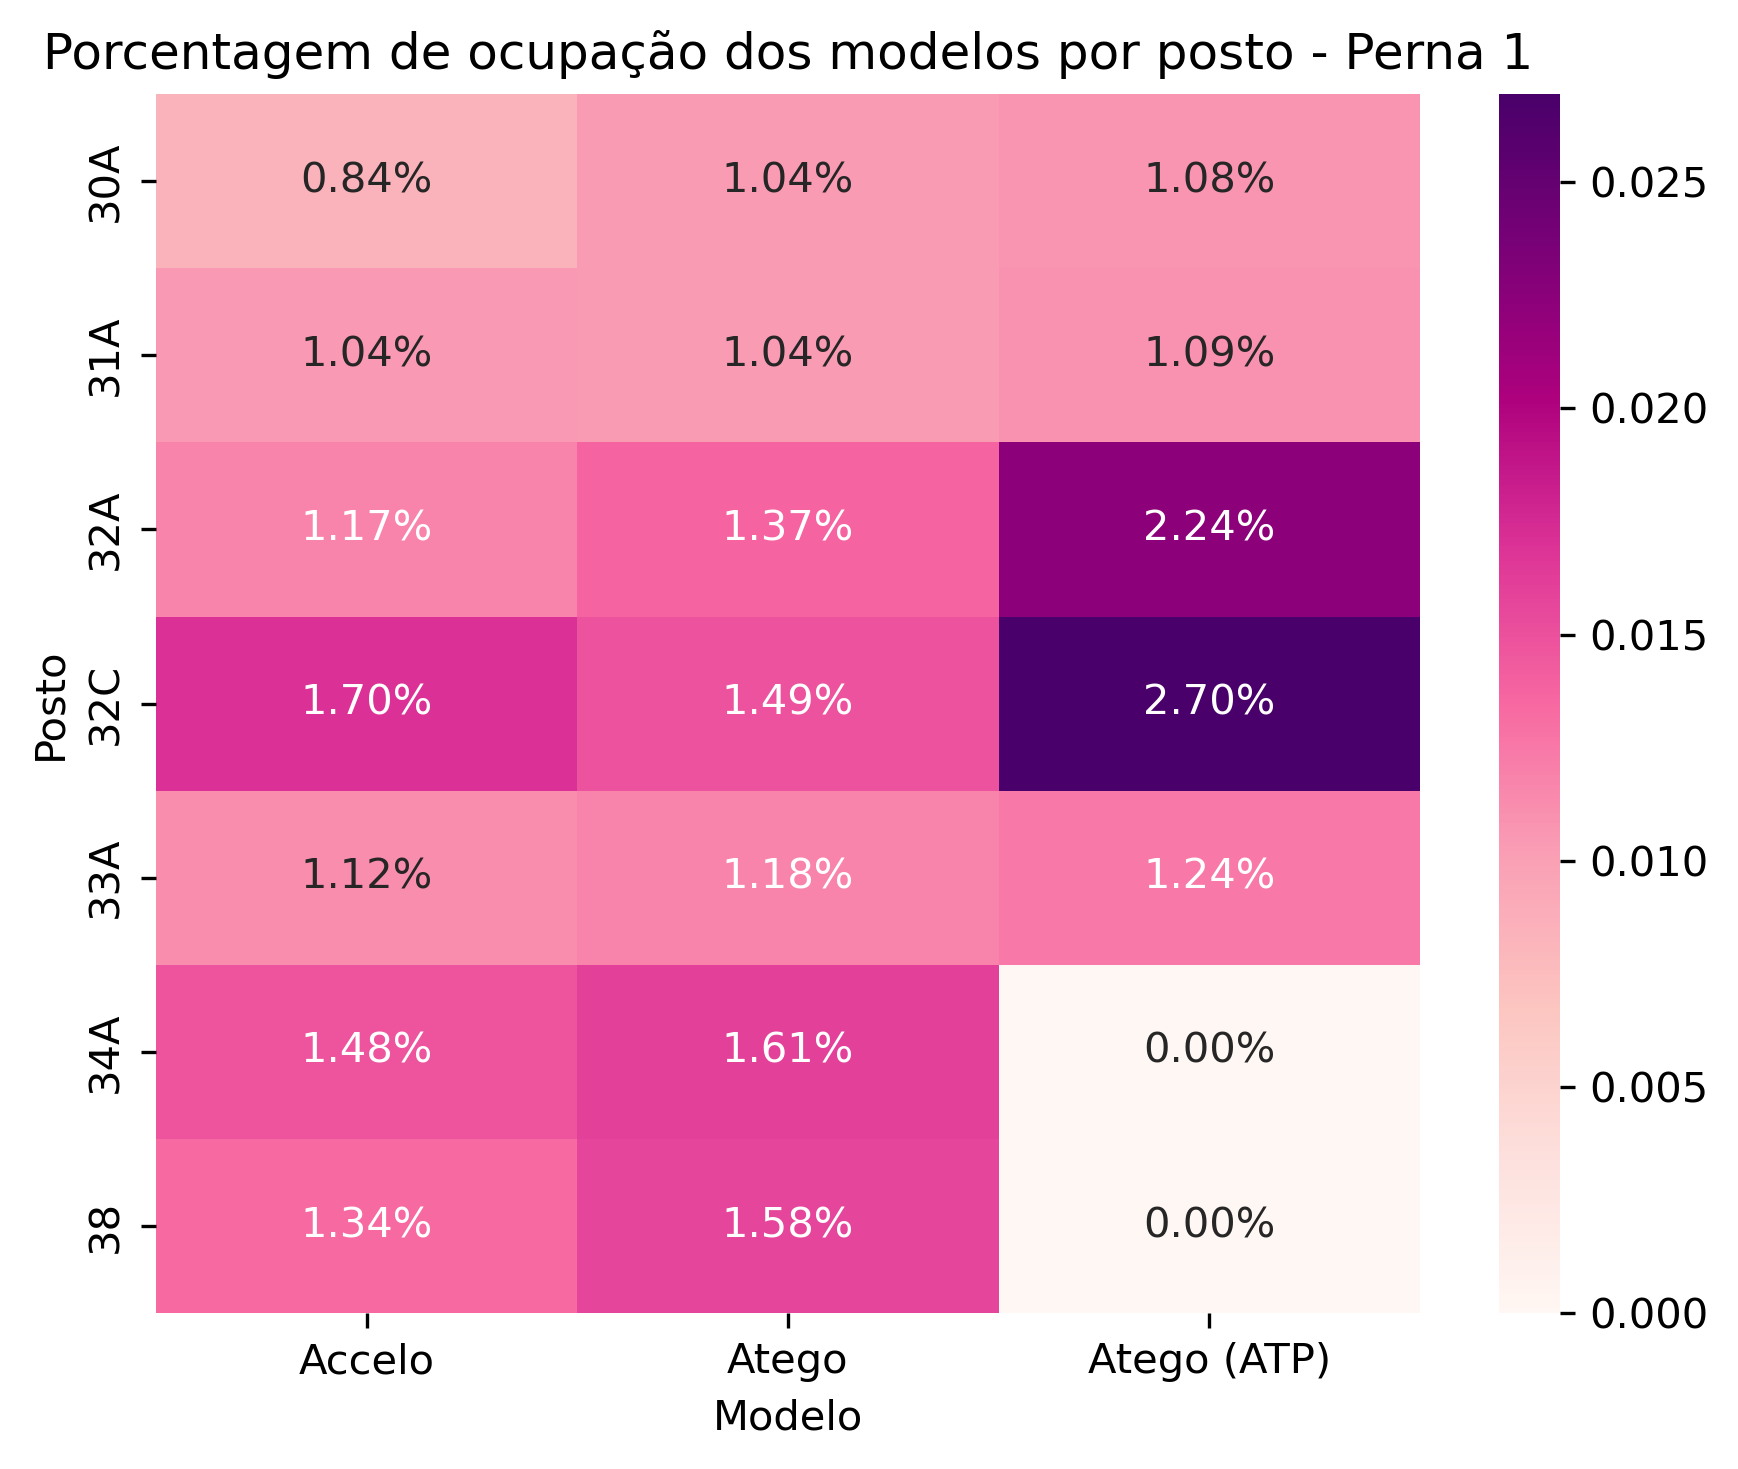 Porcentagem de ocupação dos modelos por posto - Perna 1
30A 0.84% 1.04% 1.08%
31A 1.04% 1.04% 1.09%
32A 1.17% 1.37% 2.24%
32C 1.70% 1.49% 2.70%
33A 1.12% 1.18% 1.24%
34A 1.48% 1.61% 0.00%
38 1.34% 1.58% 0.00%
Posto
Accelo Atego Atego (ATP)
Modelo
0.025
0.020
0.015
0.010
0.005
0.000